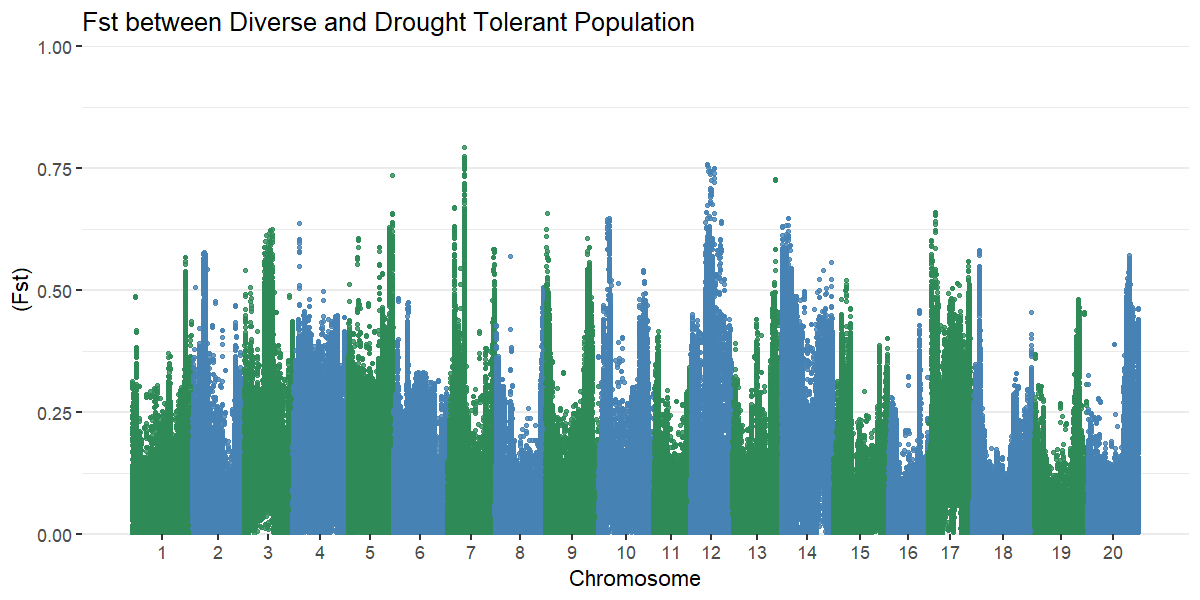 Fst between Diverse and Drought Tolerant Population
1.00
0.75
0.50
0.25
0.00
(Fst)
1 2 3 4 5 6 7 8 9 10 11 12 13 14 15 16 17 18 19 20
Chromosome